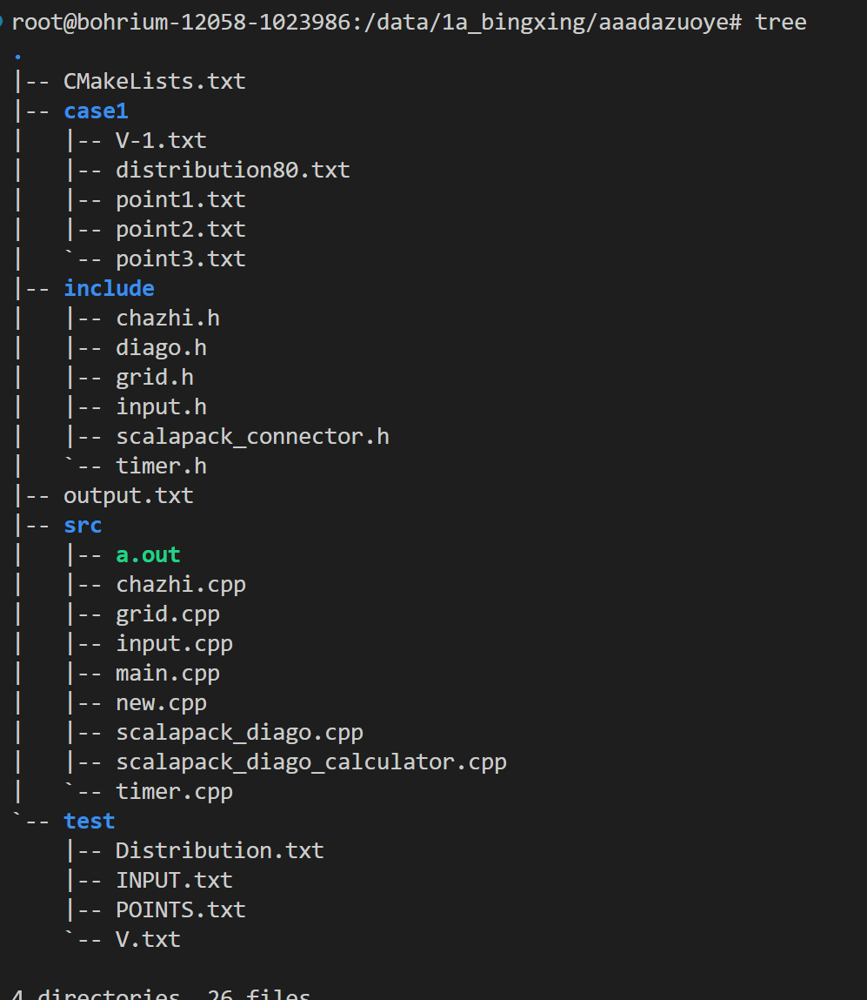 root@bohrium-12058-1023986:/data/1a_bingxing/aaadazuoye# tree
.
|-- CMakeLists.txt
|-- case1
|   |-- V-1.txt
|   |-- distribution80.txt
|   |-- point1.txt
|   |-- point2.txt
|   `-- point3.txt
|-- include
|   |-- chazhi.h
|   |-- diago.h
|   |-- grid.h
|   |-- input.h
|   |-- scalapack_connector.h
|   `-- timer.h
|-- output.txt
|-- src
|   |-- a.out
|   |-- chazhi.cpp
|   |-- grid.cpp
|   |-- input.cpp
|   |-- main.cpp
|   |-- new.cpp
|   |-- scalapack_diago.cpp
|   |-- scalapack_diago_calculator.cpp
|   `-- timer.cpp
`-- test
    |-- Distribution.txt
    |-- INPUT.txt
    |-- POINTS.txt
    `-- V.txt
4 directories, 26 files